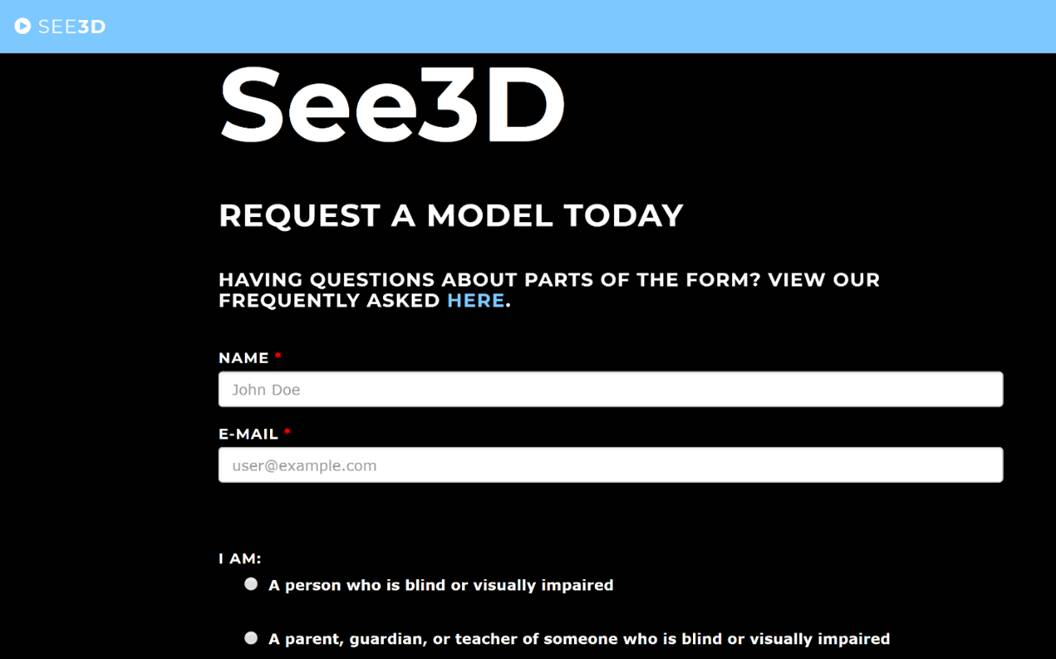 SEE3D
See3D
REQUEST A MODEL TODAY
HAVING QUESTIONS ABOUT PARTS OF THE FORM? VIEW OUR
FREQUENTLY ASKED HERE.
NAME *
John Doe
E-MAIL *
user@example.com
I AM:
A person who is blind or visually impaired
A parent, guardian, or teacher of someone who is blind or visually impaired